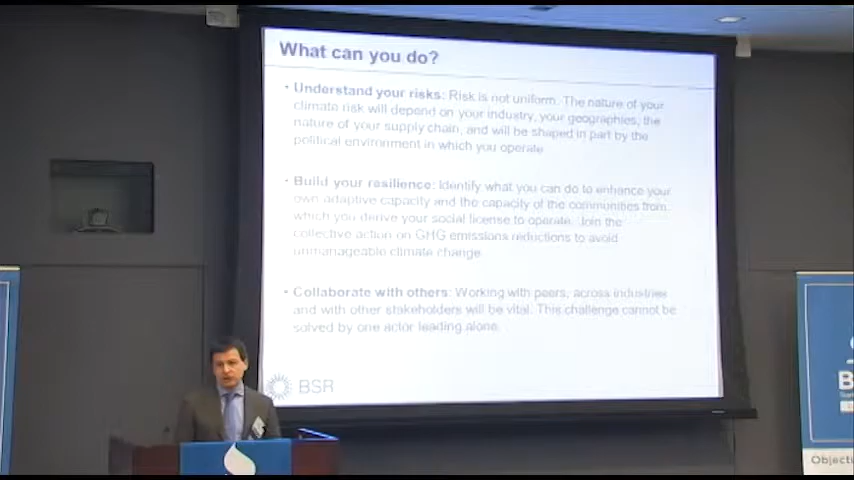 What can you do?
• Understand your risks: Risk is not uniform. The nature of your
climate risk will depend on your industry, your geographies, the
nature of your supply chain, and will be shaped in part by the
political environment in which you operate
• Build your resilience: Identify what you can do to enhance your
own adaptive capacity and the capacity of the communities from
which you derive your social license to operate. Join the
collective action on GHG emissions reductions to avoid
unmanageable climate change.
• Collaborate with others: Working with peers, across industries
and with other stakeholders will be vital. This challenge cannot be
solved by one actor leading alone.
BSR
B
Objecti